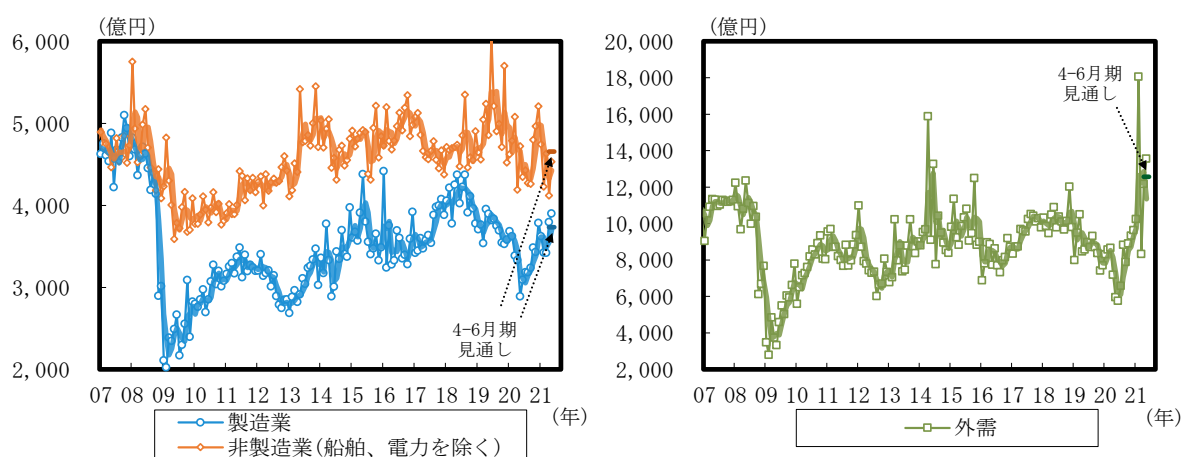 (億円)
6,000
5,000
4,000
3,000
2,000
4-6月期
見通し
07 08 09 10 11 12 13 14 15 16 17 18 19 20 21
(年)
製造業
非製造業(船舶、電力を除く)
(億円)
20,000
18,000
16,000
14,000
12,000
10,000
8,000
6,000
4,000
2,000
4-6月期
見通し
07 08 09 10 11 12 13 14 15 16 17 18 19 20 21
(年)
外需